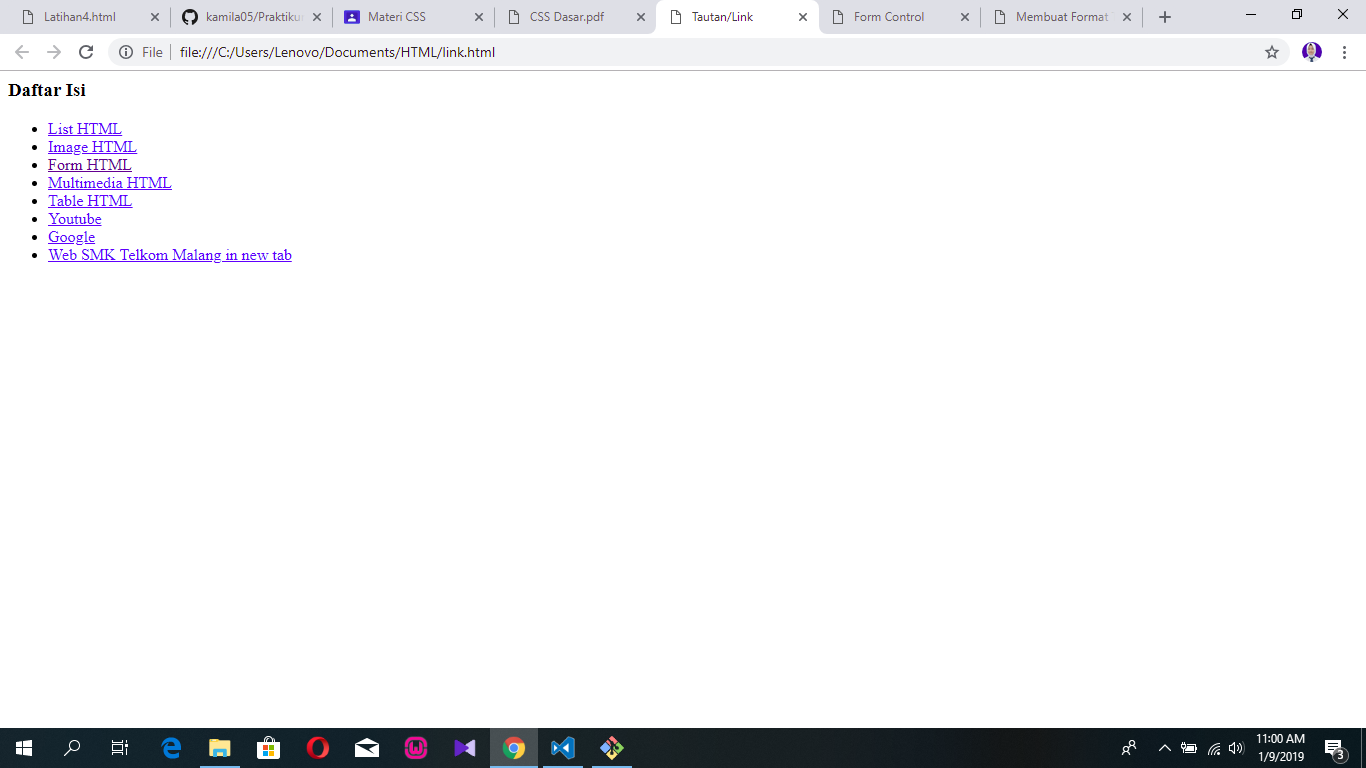 Latihan4.html
kamila05/Praktiku
Materi CSS
CSS Dasar.pdf
Tautan/Link
Form Control
Membuat Format
File
file:///C:/Users/Lenovo/Documents/HTML/link.html
Daftar Isi
List HTML
Image HTML
Form HTML
Multimedia HTML
Table HTML
Youtube
Google
Web SMK Telkom Malang in new tab
11:00 AM
1/9/2019
3